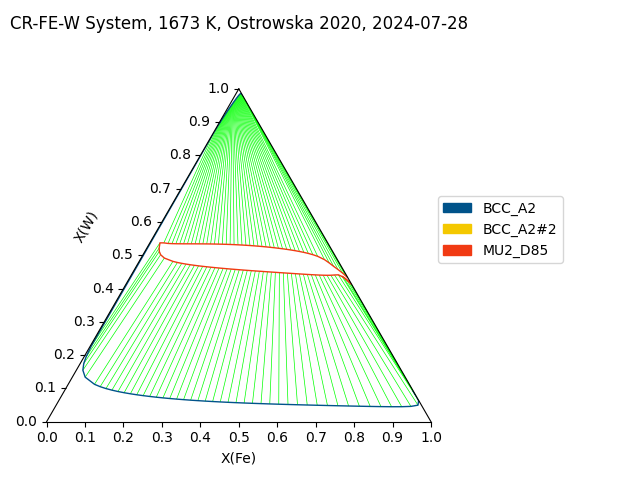 CR-FE-W System, 1673 K, Ostrowska 2020, 2024-07-28
1.0
0.9
0.8
0.7
0.6
0.5
0.4
0.3
0.2
0.1
0.0
X(W)
0.0 0.1 0.2 0.3 0.4 0.5 0.6 0.7 0.8 0.9 1.0
X(Fe)
BCC_A2
BCC_A2#2
MU2_D85